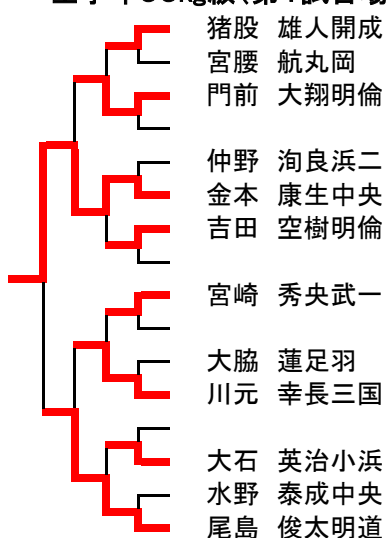 猪股 雄人開成
宮腰 航丸岡
門前 大翔明倫
仲野 洵良浜二
金本 康生中央
吉田 空樹明倫
宮崎 秀央武一
大脇 蓮足羽
川元 幸長三国
大石 英治小浜
水野 泰成中央
尾島 俊太明道